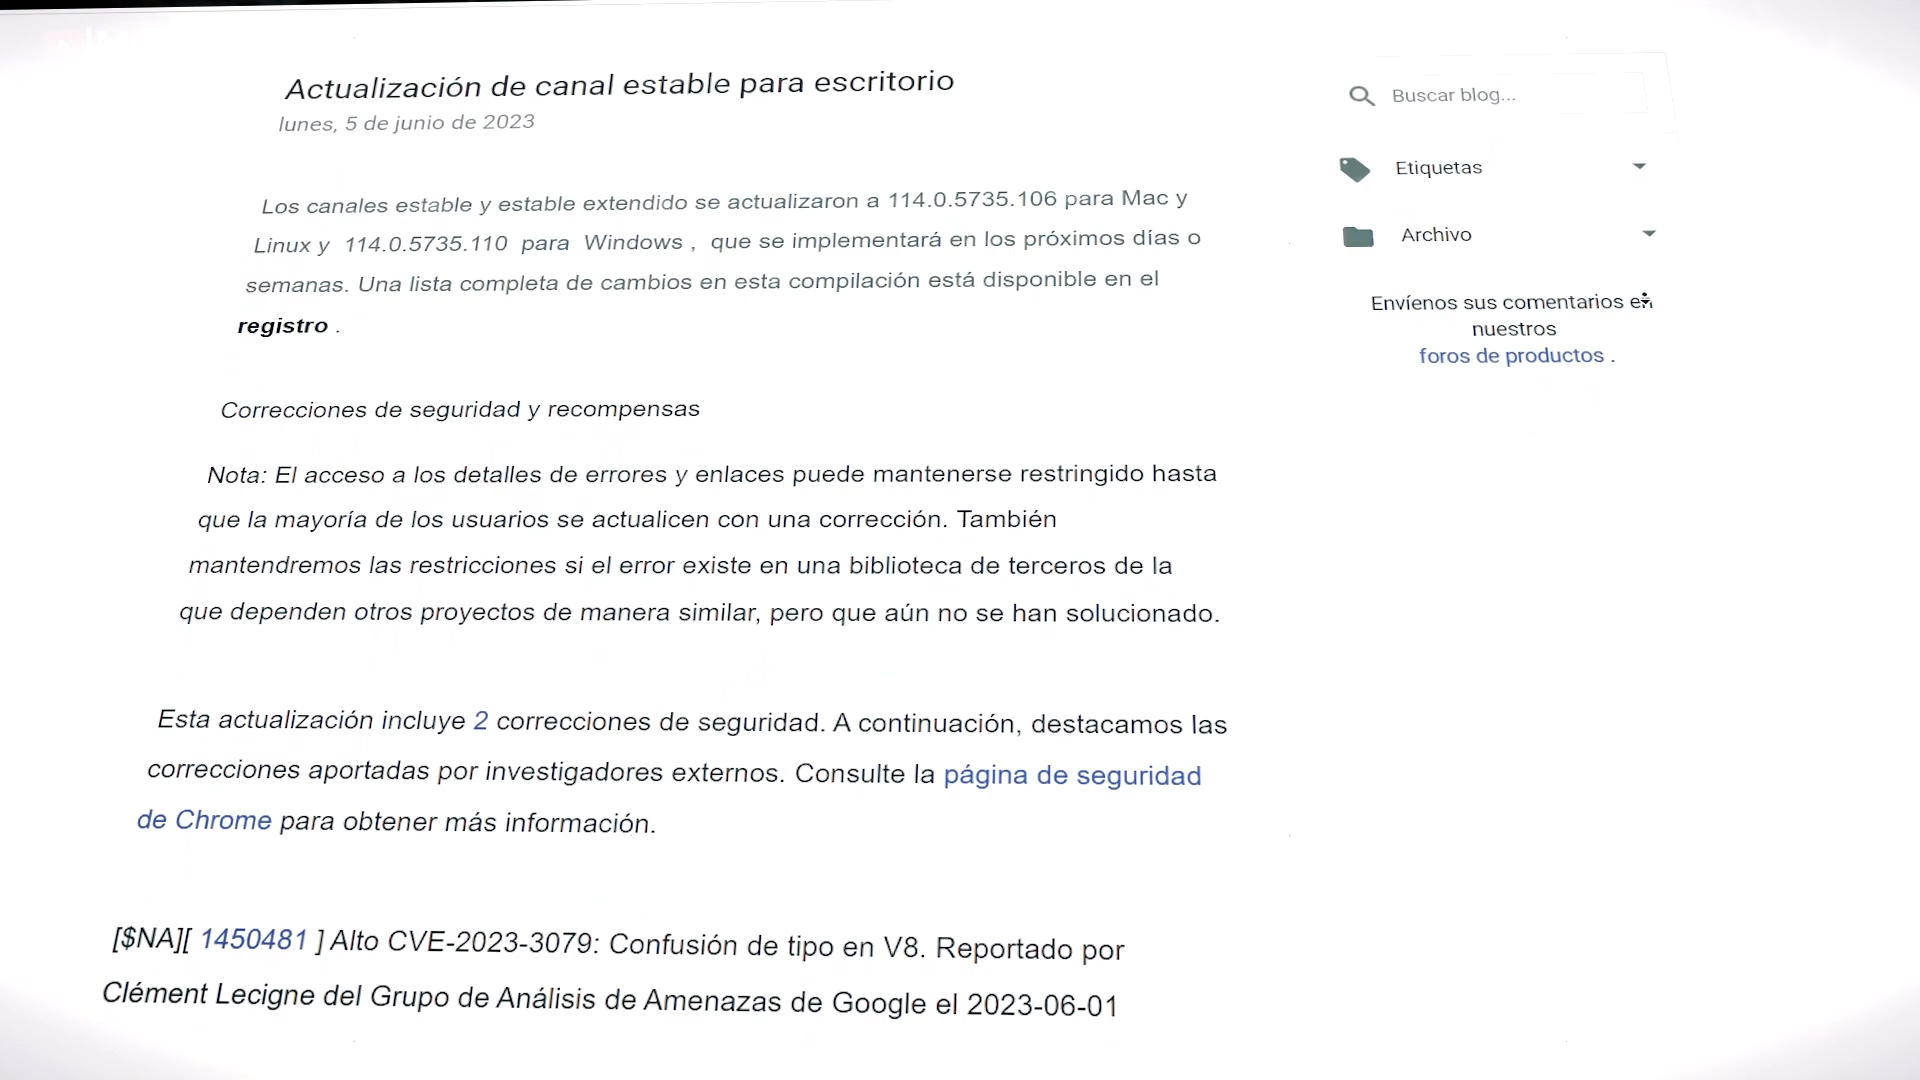 Actualización de canal estable para escritorio
lunes, 5 de junio de 2023
Los canales estable y estable extendido se actualizaron a 114.0.5735.106 para Mac y
Linux y 114.0.5735.110 para Windows , que se implementará en los próximos días o
semanas. Una lista completa de cambios en esta compilación está disponible en el
registro .
Correcciones de seguridad y recompensas
Nota: El acceso a los detalles de errores y enlaces puede mantenerse restringido hasta
que la mayoría de los usuarios se actualicen con una corrección. También
mantendremos las restricciones si el error existe en una biblioteca de terceros de la
que dependen otros proyectos de manera similar, pero que aún no se han solucionado.
Esta actualización incluye 2 correcciones de seguridad. A continuación, destacamos las
correcciones aportadas por investigadores externos. Consulte la página de seguridad
de Chrome para obtener más información.
[$NA][ 1450481 ] Alto CVE-2023-3079: Confusión de tipo en V8. Reportado por
Clément Lecigne del Grupo de Análisis de Amenazas de Google el 2023-06-01
Buscar blog...
Etiquetas
Archivo
Envíenos sus comentarios en
nuestros
foros de productos .